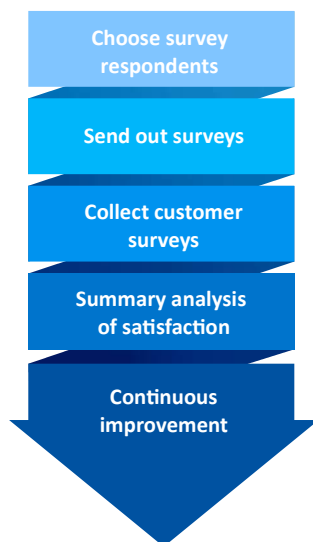 Choose survey
respondents
Send out surveys
Collect customer
surveys
Summary analysis
of satisfaction
Continuous
improvement